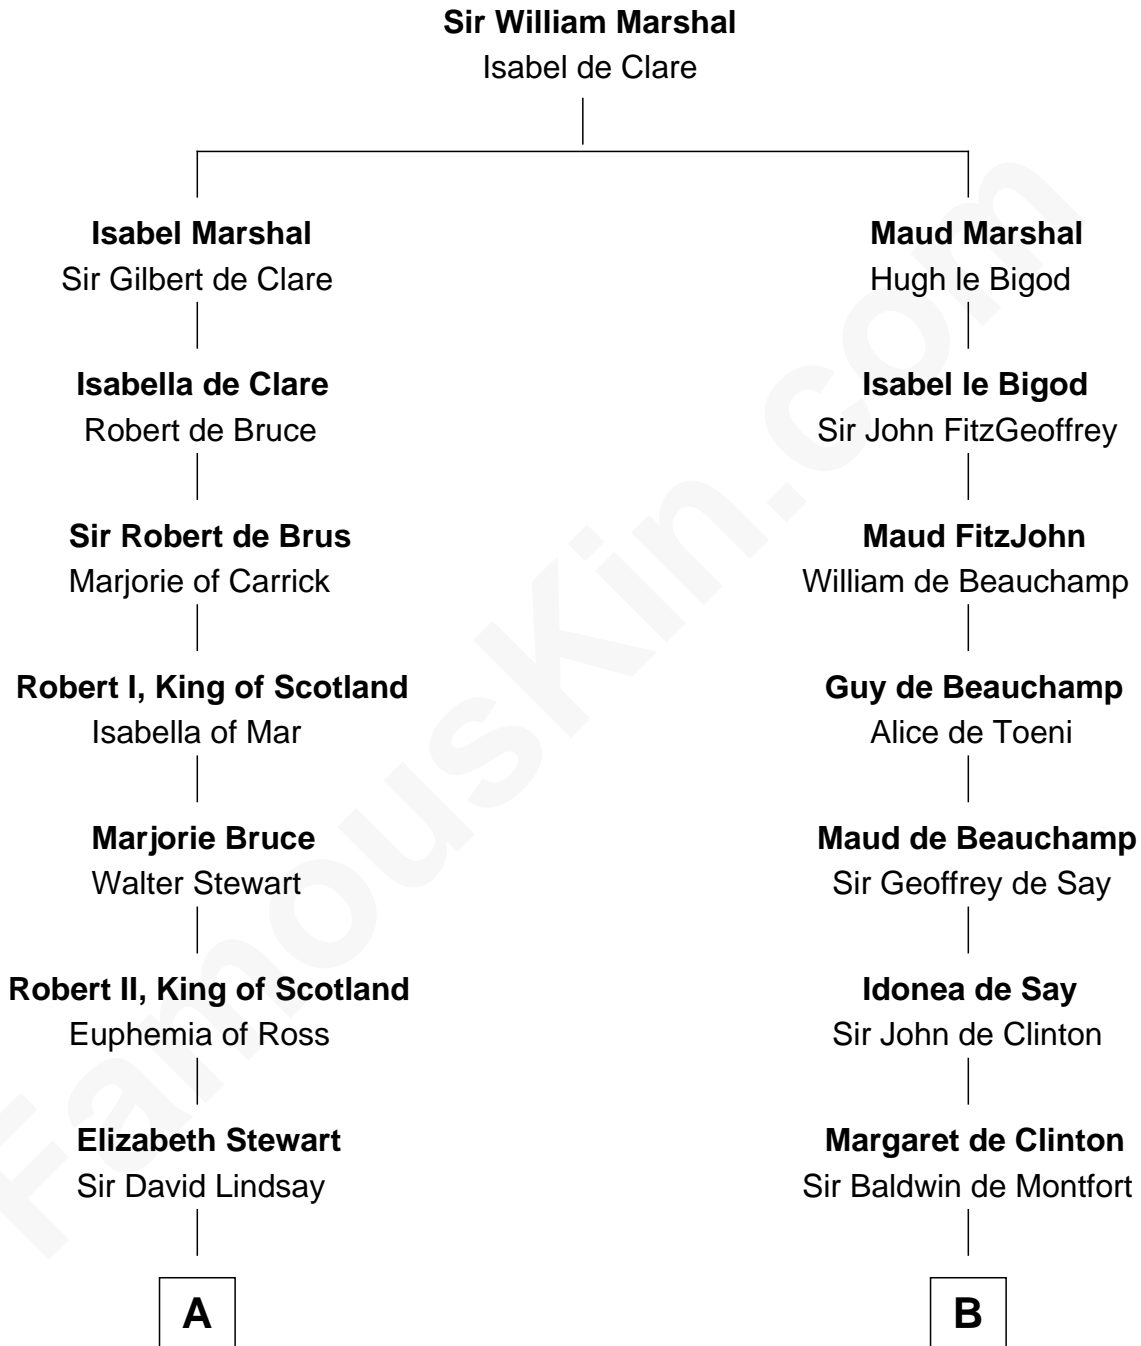 Sir William Marshal
Isabel de Clare
Isabel Marshal
Sir Gilbert de Clare
Maud Marshal
Hugh le Bigod
Isabella de Clare
Robert de Bruce
Isabel le Bigod
Sir John FitzGeoffrey
Sir Robert de Brus
Marjorie of Carrick
Maud FitzJohn
William de Beauchamp
Robert I, King of Scotland
Isabella of Mar
Guy de Beauchamp
Alice de Toeni
Marjorie Bruce
Walter Stewart
Maud de Beauchamp
Sir Geoffrey de Say
Robert II, King of Scotland
Euphemia of Ross
Idonea de Say
Sir John de Clinton
Elizabeth Stewart
Sir David Lindsay
Margaret de Clinton
Sir Baldwin de Montfort
A
B
FamousKin.com